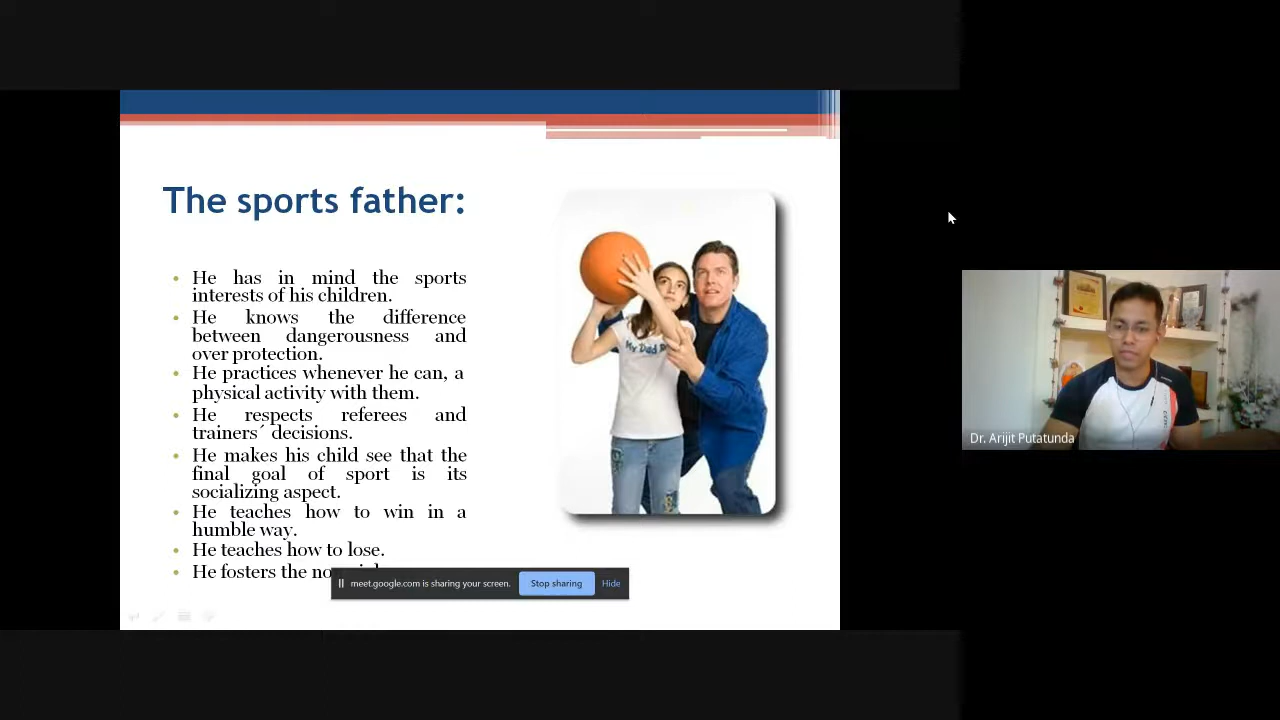 The sports father:
• He has in mind the sports
interests of his children.
• He knows the difference
between dangerousness and
over protection.
• He practices whenever he can, a
physical activity with them.
• He respects referees and
trainers´ decisions.
• He makes his child see that the
final goal of sport is its
socializing aspect.
• He teaches how to win in a
humble way.
• He teaches how to lose.
• He fosters the
My Dad
meet.google.com is sharing your screen.
Stop sharing
Hide
Dr. Arijit Putatunda